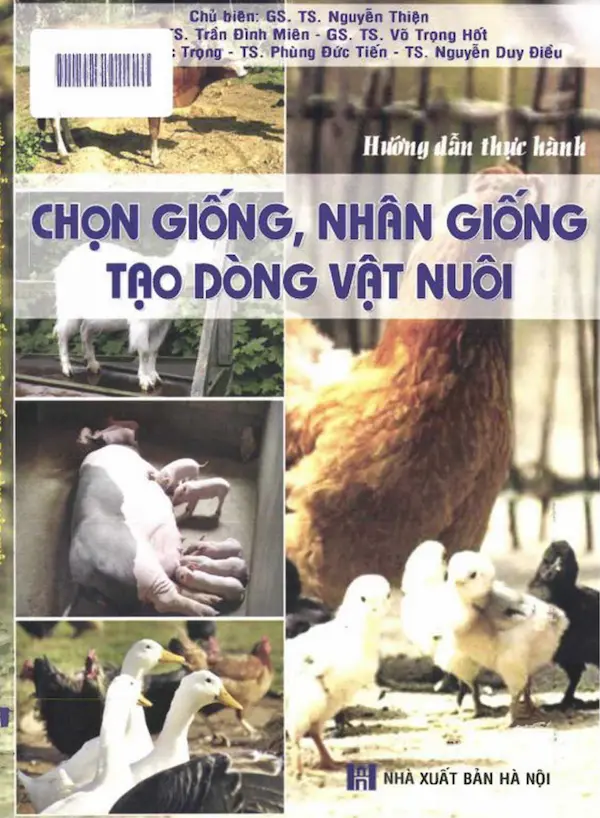 Chủ biên: GS. TS. Nguyễn Thiện
TS. Trần Đình Miên - GS. TS. Võ Trọng Hốt
Trọng - TS. Phùng Đức Tiến - TS. Nguyễn Duy Điều
Hướng dẫn thực hành
CHỌN GIỐNG, NHÂN GIỐNG
TẠO DÒNG VẬT NUÔI
NHÀ XUẤT BẢN HÀ NỘI